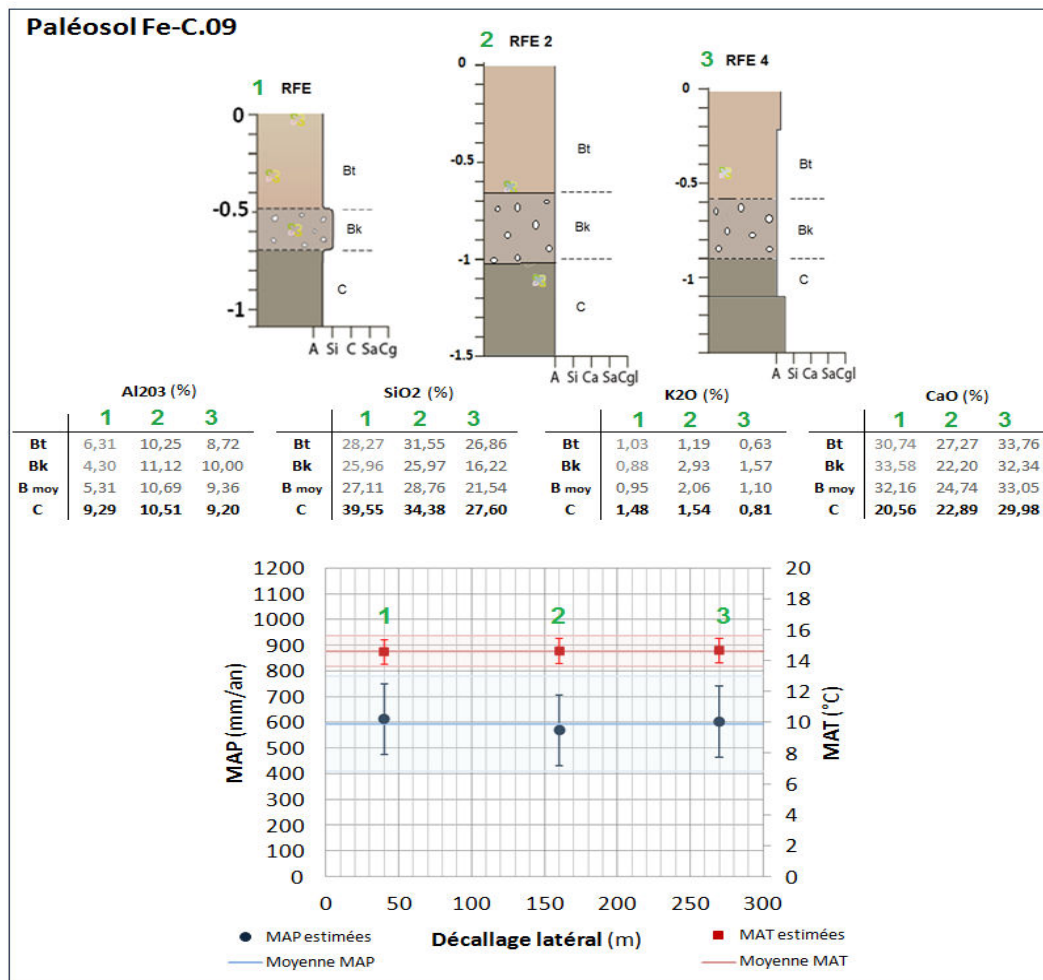 Paléosol Fe-C.09
1 RFE
2 RFE 2
3 RFE 4
0
-0.5
-1
Bt
Bk
C
A Si C SaCg
0
-0.5
-1
-1.5
Bt
Bk
C
A Si Ca SaCgl
0
-0.5
-1
Bt
Bk
C
A Si Ca SaCgl
Al203 (%)
1 2 3
Bt 6,31 10,25 8,72
Bk 4,30 11,12 10,00
B moy 5,31 10,69 9,36
C 9,29 10,51 9,20
SiO2 (%)
1 2 3
Bt 28,27 31,55 26,86
Bk 25,96 25,97 16,22
B moy 27,11 28,76 21,54
C 39,55 34,38 27,60
K2O (%)
1 2 3
Bt 1,03 1,19 0,63
Bk 0,88 2,93 1,57
B moy 0,95 2,06 1,10
C 1,48 1,54 0,81
CaO (%)
1 2 3
Bt 30,74 27,27 33,76
Bk 33,58 22,20 32,34
B moy 32,16 24,74 33,05
C 20,56 22,89 29,98
MAP (mm/an)
1200
1100
1000
900
800
700
600
500
400
300
200
100
0
1 2 3
20
18
16
14
12
10
8
6
4
2
0
MAT (°C)
0 50 100 150 200 250 300
Décallage latéral (m)
MAP estimées
Moyenne MAP
MAT estimées
Moyenne MAT